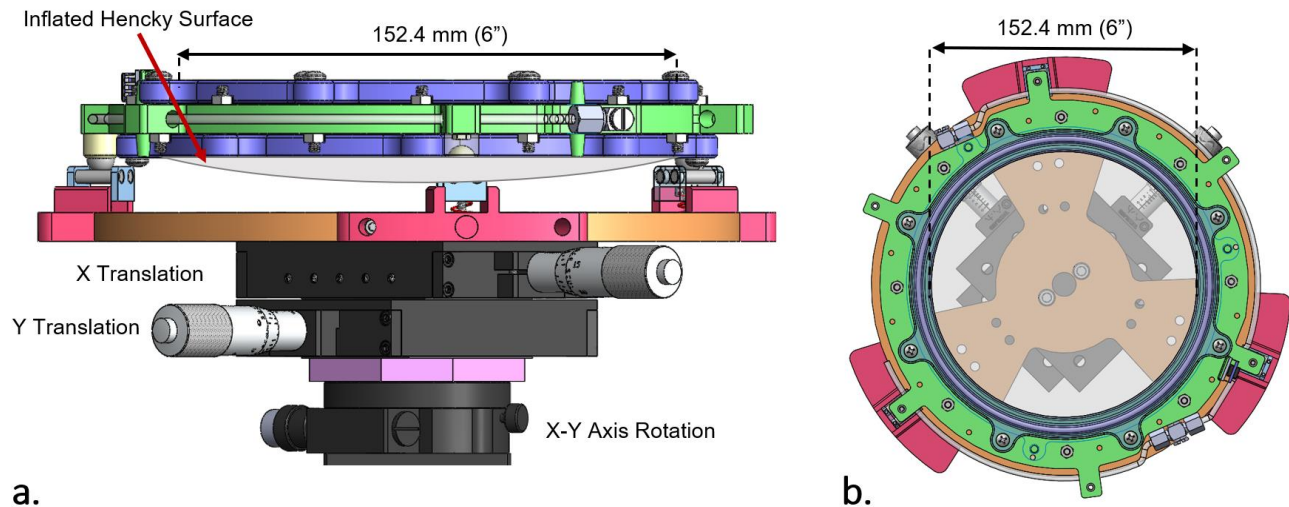 Inflated Hencky Surface
152.4 mm (6”)
X Translation
Y Translation
X-Y Axis Rotation
a.
152.4 mm (6”)
b.